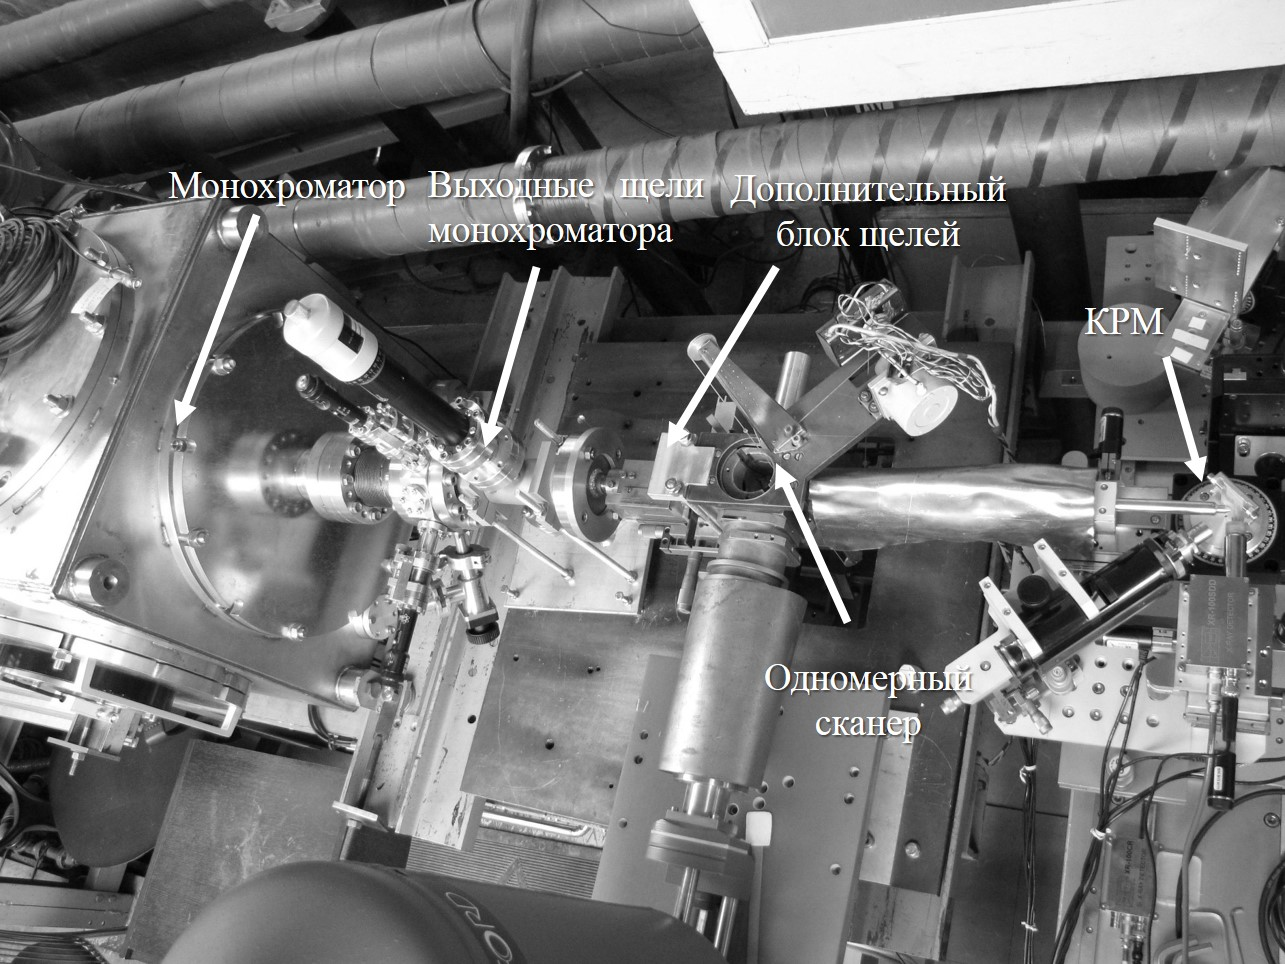 Монохроматор
Выходные щели
монохроматора
Дополнительный
блок щелей
КРМ
Одномерный
сканер